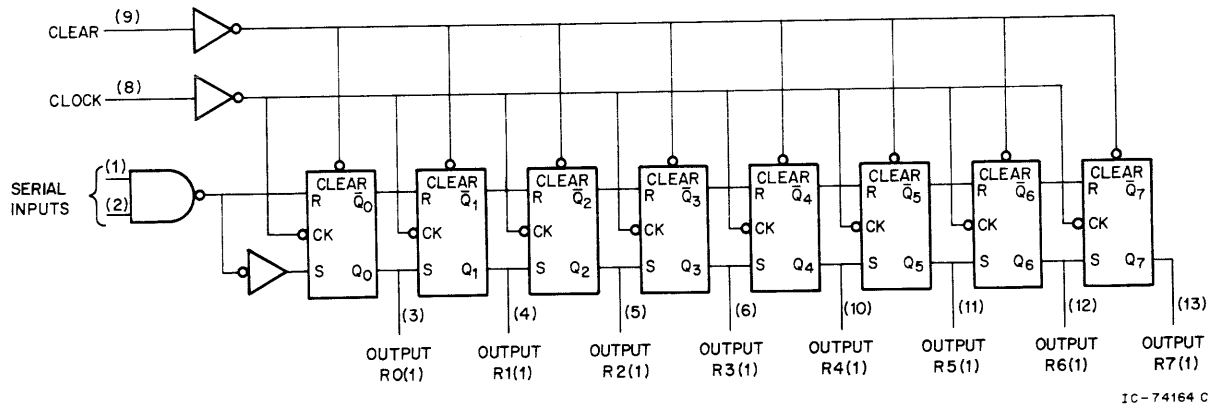 CLEAR (9)
CLOCK (8)
SERIAL INPUTS
(1)
(2)
CLEAR CLEAR CLEAR CLEAR CLEAR CLEAR CLEAR CLEAR
R Q̅0 R Q̅1 R Q̅2 R Q̅3 R Q̅4 R Q̅5 R Q̅6 R Q̅7
CK CK CK CK CK CK CK CK
S Q0 S Q1 S Q2 S Q3 S Q4 S Q5 S Q6 S Q7
(3) (4) (5) (6) (10) (11) (12) (13)
OUTPUT OUTPUT OUTPUT OUTPUT OUTPUT OUTPUT OUTPUT OUTPUT
R0(1) R1(1) R2(1) R3(1) R4(1) R5(1) R6(1) R7(1)
IC-74164 C